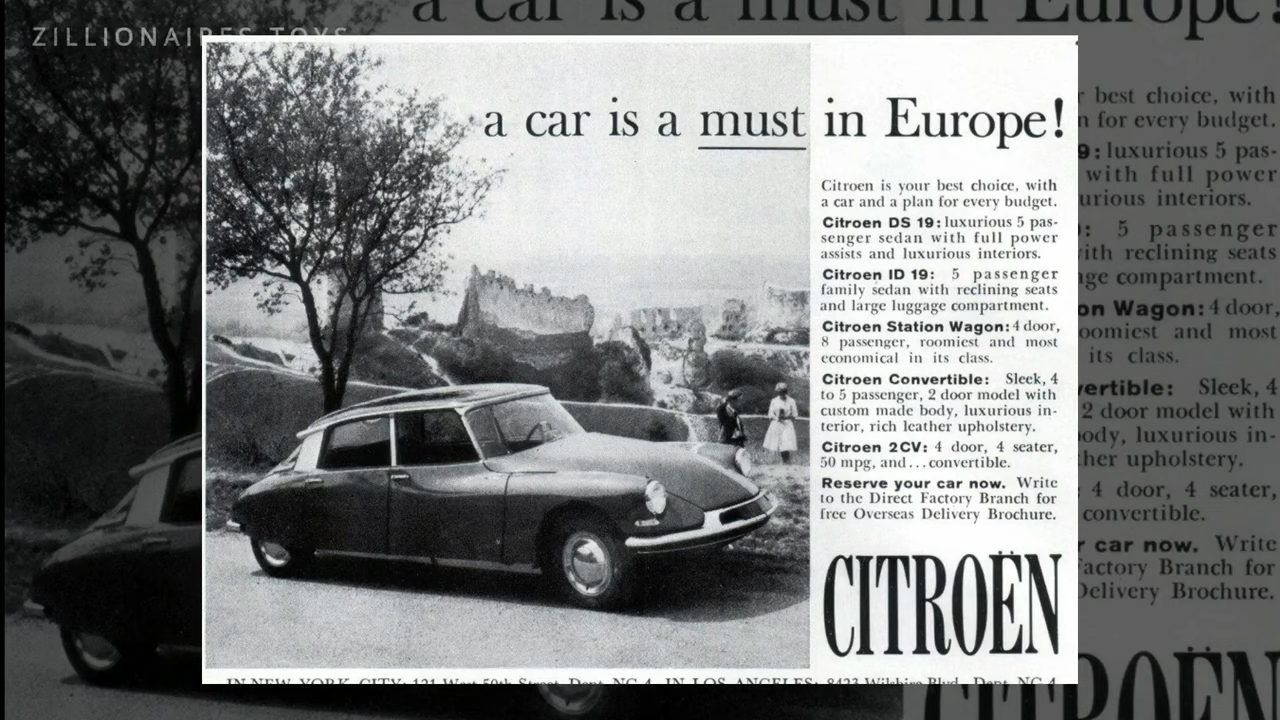 ZILLIONAIRES TOYS
a car is a must in Europe!
Citroen is your best choice, with
a car and a plan for every budget.
Citroen DS 19: luxurious 5 pas-
senger sedan with full power
assists and luxurious interiors.
Citroen ID 19: 5 passenger
family sedan with reclining seats
and large luggage compartment.
Citroen Station Wagon: 4 door,
8 passenger, roomiest and most
economical in its class.
Citroen Convertible: Sleek, 4
to 5 passenger, 2 door model with
custom made body, luxurious in-
terior, rich leather upholstery.
Citroen 2CV: 4 door, 4 seater,
50 mpg, and...convertible.
Reserve your car now. Write
to the Direct Factory Branch for
free Overseas Delivery Brochure.
CITROËN
IN NEW YORK CITY: 121 West 50th Street, Dept. NC-4 IN LOS ANGELES: 8423 Wilshire Blvd., Dept. NC-4